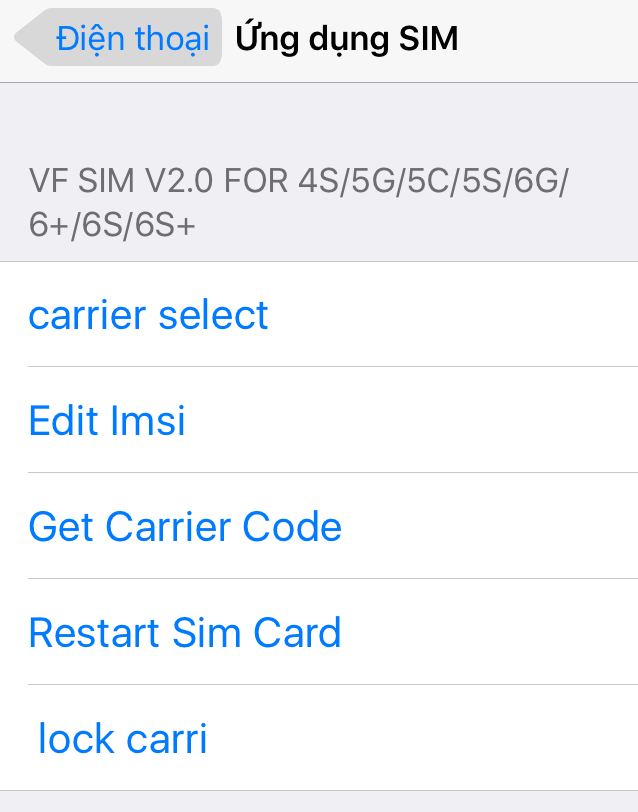 Điện thoại Ứng dụng SIM
VF SIM V2.0 FOR 4S/5G/5C/5S/6G/
6+/6S/6S+
carrier select
Edit Imsi
Get Carrier Code
Restart Sim Card
lock carri